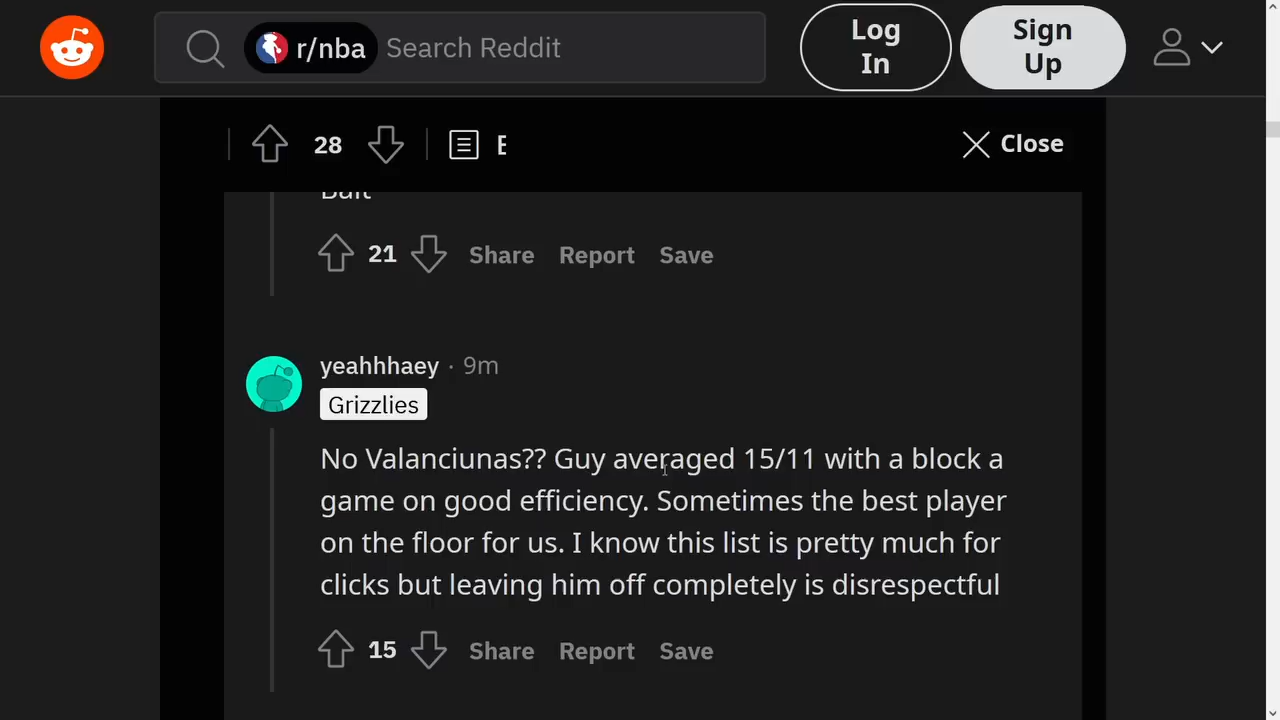 r/nba Search Reddit
Log In
Sign Up
28
Close
21 Share Report Save
yeahhhaey · 9m
Grizzlies
No Valanciunas?? Guy averaged 15/11 with a block a
game on good efficiency. Sometimes the best player
on the floor for us. I know this list is pretty much for
clicks but leaving him off completely is disrespectful
15 Share Report Save